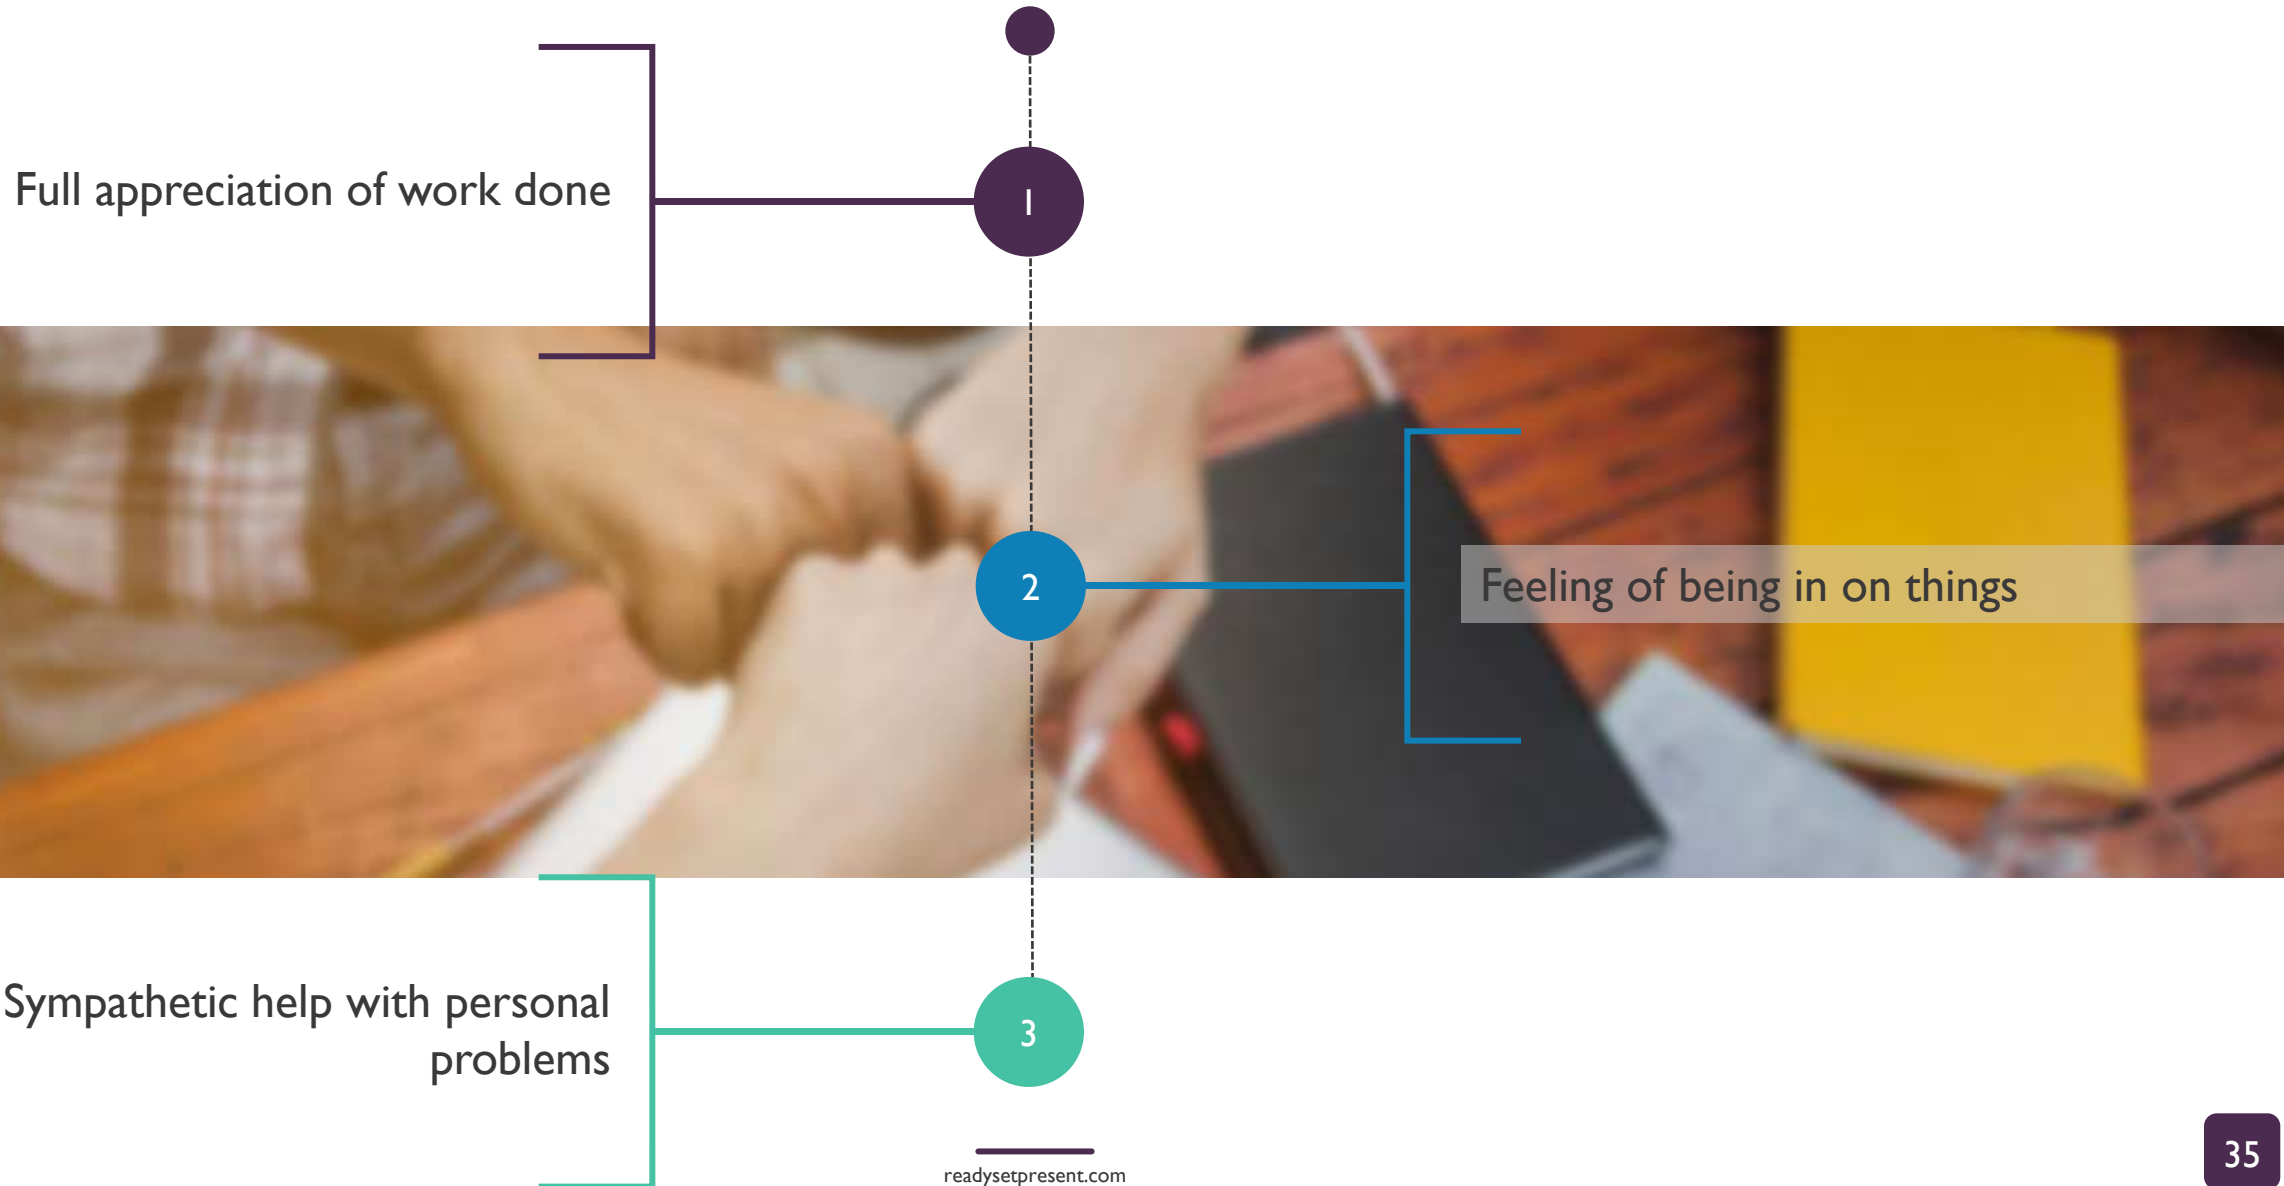 Full appreciation of work done
1
2
Feeling of being in on things
Sympathetic help with personal
problems
3
readysetpresent.com
35